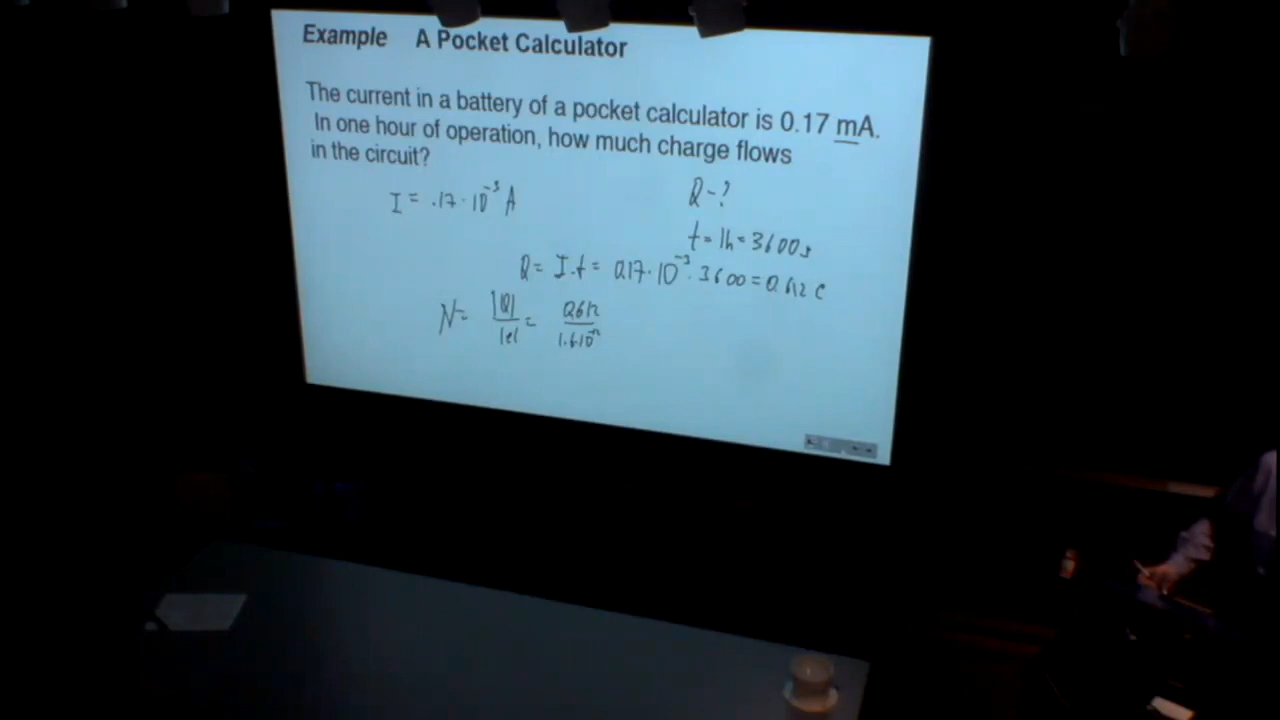 Example A Pocket Calculator
The current in a battery of a pocket calculator is 0.17 mA.
In one hour of operation, how much charge flows
in the circuit?
I = .17 · 10⁻³ A
Q - ?
t = 1h = 3600s
Q = I · t = 0.17 · 10⁻³ · 3600 = 0.612 C
N = |Q| / |e| = 0.612 / 1.6 10